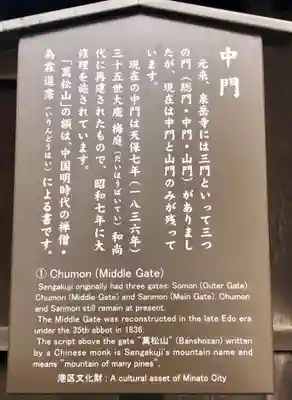 中門
元来、泉岳寺には三門といって三つ
の門(総門・中門・山門)がありまし
たが、現在は中門と山門のみが残って
います。
現在の中門は天保七年(一八三六年)
三十五世大龐 梅庭(だいほうばいてい)和尚
代に再建されたもので、昭和七年に大
修理を施されています。
「萬松山」の額は、中国明時代の禅僧・
為霖道霈(いりんどうはい)による書です。
① Chumon (Middle Gate)
Sengakuji originally had three gates: Somon (Outer Gata)
Chumon (Middle Gate) and Sanmon (Main Gate). Chumon
and Sanmon still remain at present.
The Middle Gate was reconstructed in the late Edo era
under the 35th abbot in 1836.
The script above the gate "萬松山" (Banshozan) written
by a Chinese monk is Sengakuji's mountain name and
means "mountain of many pines".
港区文化財 : A cultural asset of Minato City